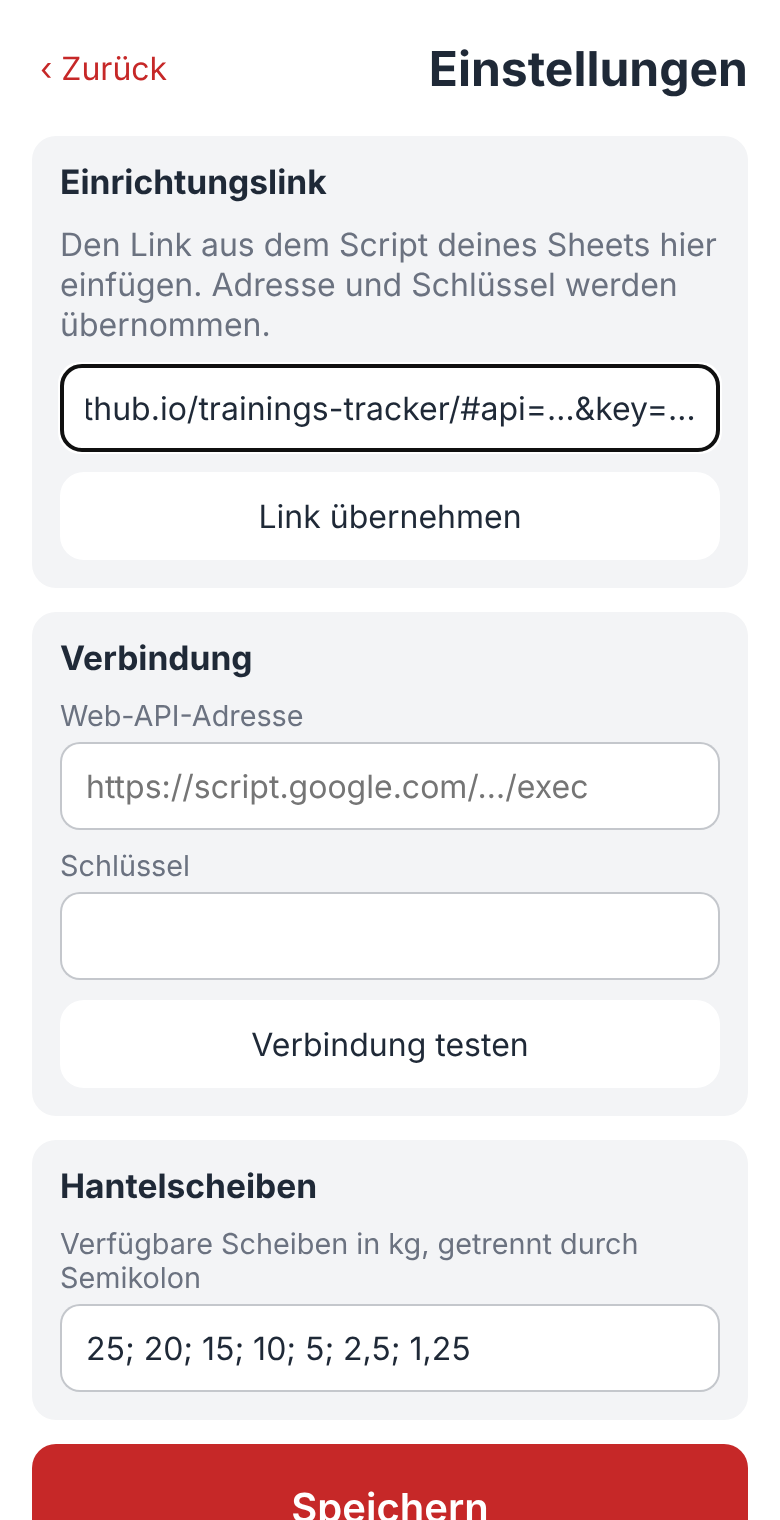 ‹ Zurück
Einstellungen
Einrichtungslink
Den Link aus dem Script deines Sheets hier
einfügen. Adresse und Schlüssel werden
übernommen.
thub.io/trainings-tracker/#api=...&key=...
Link übernehmen
Verbindung
Web-API-Adresse
https://script.google.com/.../exec
Schlüssel
Verbindung testen
Hantelscheiben
Verfügbare Scheiben in kg, getrennt durch
Semikolon
25; 20; 15; 10; 5; 2,5; 1,25
Speichern